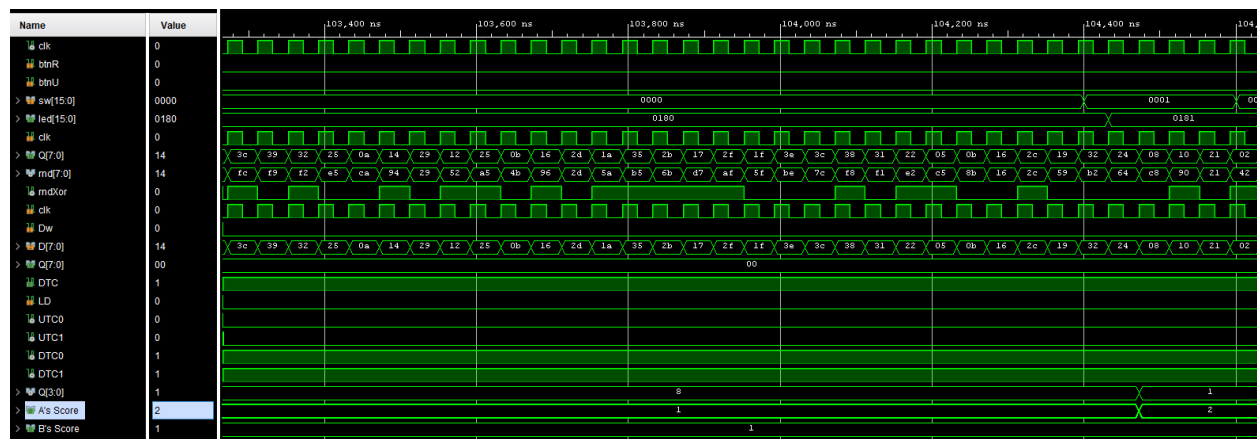 Name Value 103,400 ns 103,600 ns 103,800 ns 104,000 ns 104,200 ns 104,400 ns 104,
clk 0
btnR 0
btnU 0
sw[15:0] 0000 0000 0001 00
led[15:0] 0180 0180 0181
clk 0
Q[7:0] 14 3c 39 32 25 0a 14 29 12 25 0b 16 2d 1a 35 2b 17 2f 1f 3e 3c 38 31 22 05 0b 16 2c 19 32 24 08 10 21 02
rnd[7:0] 14 fc f9 f2 e5 ca 94 29 52 a5 4b 96 2d 5a b5 6b d7 af 5f be 7c f8 f1 e2 c5 8b 16 2c 59 b2 64 c8 90 21 42
rndXor 0
clk 0
Dw 0
D[7:0] 14 3c 39 32 25 0a 14 29 12 25 0b 16 2d 1a 35 2b 17 2f 1f 3e 3c 38 31 22 05 0b 16 2c 19 32 24 08 10 21 02
Q[7:0] 00 00
DTC 1
LD 0
UTC0 0
UTC1 0
DTC0 1
DTC1 1
Q[3:0] 1 8 1
A's Score 2 1 2
B's Score 1 1